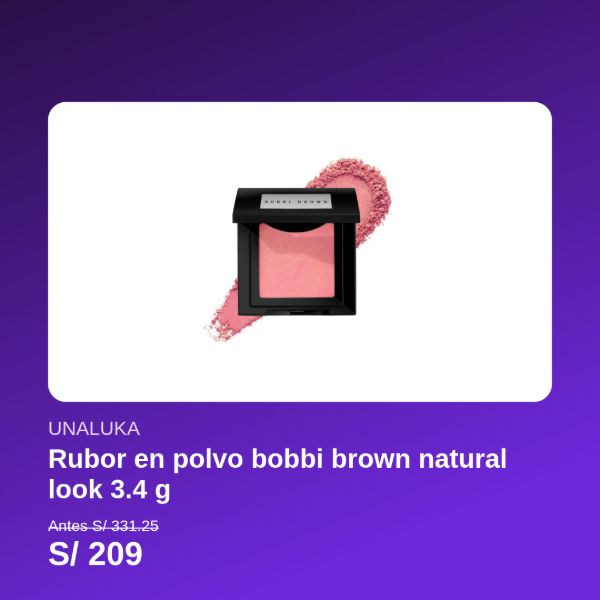 BOBBI BROWN
UNALUKA
Rubor en polvo bobbi brown natural
look 3.4 g
Antes S/ 331.25
S/ 209